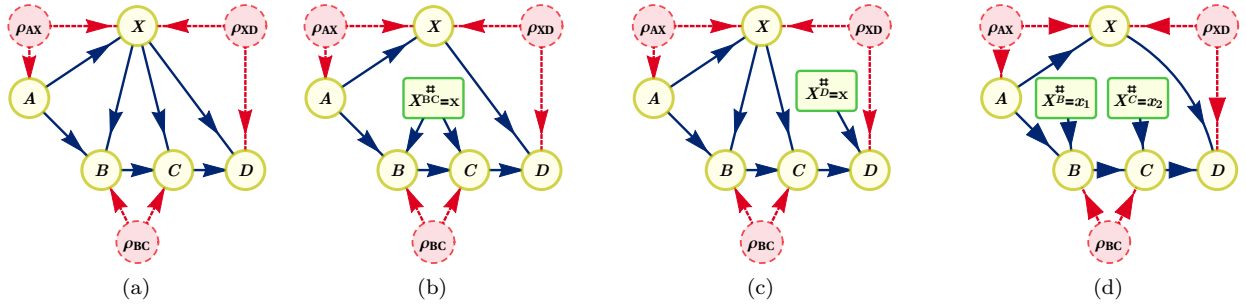 ρAX X ρXD
A
B C D
ρBC
(a)
ρAX X ρXD
A
X#BC=x
B C D
ρBC
(b)
ρAX X ρXD
A
X#D=x
B C D
ρBC
(c)
ρAX X ρXD
A
X#B=x1 X#C=x2
B C D
ρBC
(d)